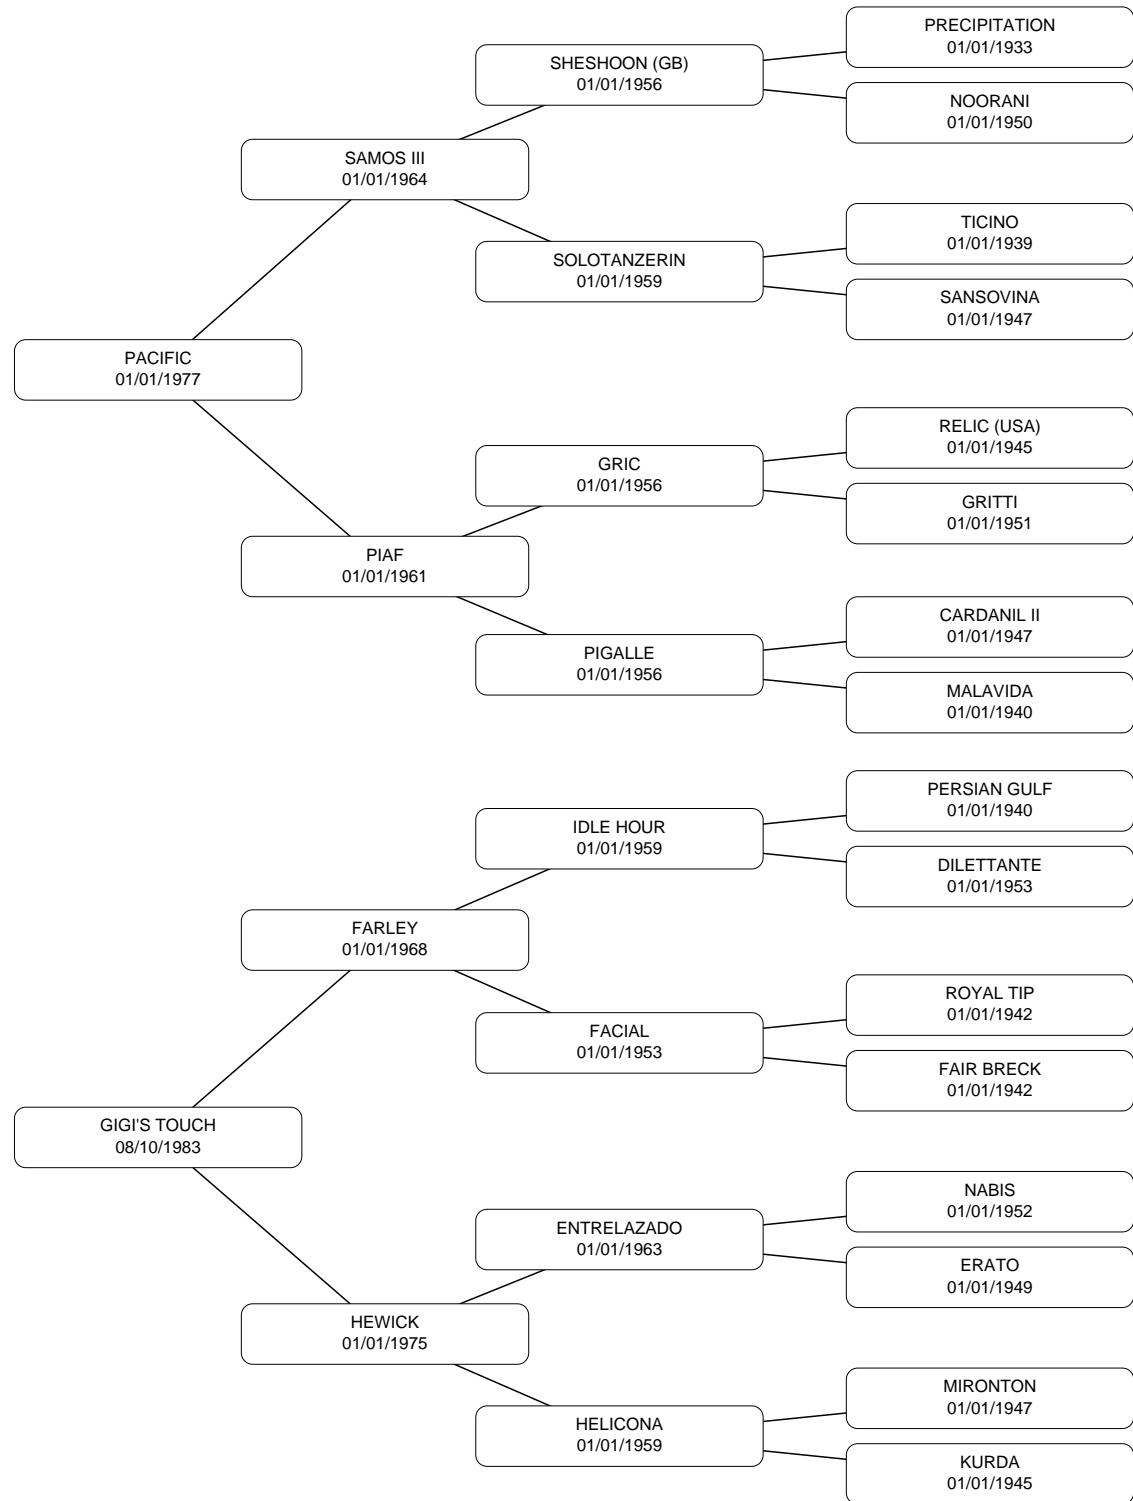 PRECIPITATION
01/01/1933
SHESHOON (GB)
01/01/1956
NOORANI
01/01/1950
SAMOS III
01/01/1964
TICINO
01/01/1939
SOLOTANZERIN
01/01/1959
SANSOVINA
01/01/1947
PACIFIC
01/01/1977
RELIC (USA)
01/01/1945
GRIC
01/01/1956
GRITTI
01/01/1951
PIAF
01/01/1961
CARDANIL II
01/01/1947
PIGALLE
01/01/1956
MALAVIDA
01/01/1940
PERSIAN GULF
01/01/1940
IDLE HOUR
01/01/1959
DILETTANTE
01/01/1953
FARLEY
01/01/1968
ROYAL TIP
01/01/1942
FACIAL
01/01/1953
FAIR BRECK
01/01/1942
GIGI'S TOUCH
08/10/1983
NABIS
01/01/1952
ENTRELAZADO
01/01/1963
ERATO
01/01/1949
HEWICK
01/01/1975
MIRONTON
01/01/1947
HELICONA
01/01/1959
KURDA
01/01/1945